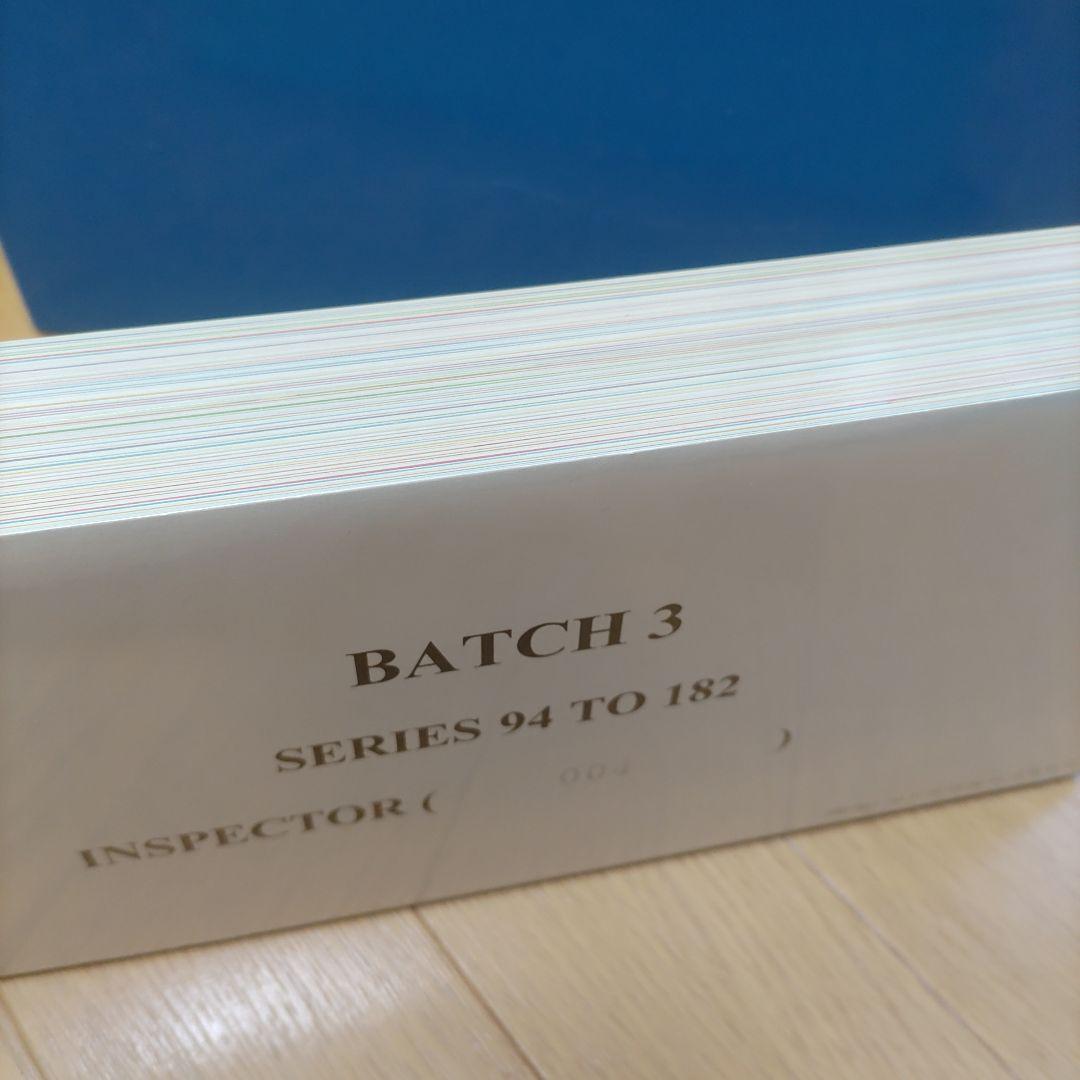 BATCH 3
SERIES 94 TO 182
INSPECTOR ( 004 )